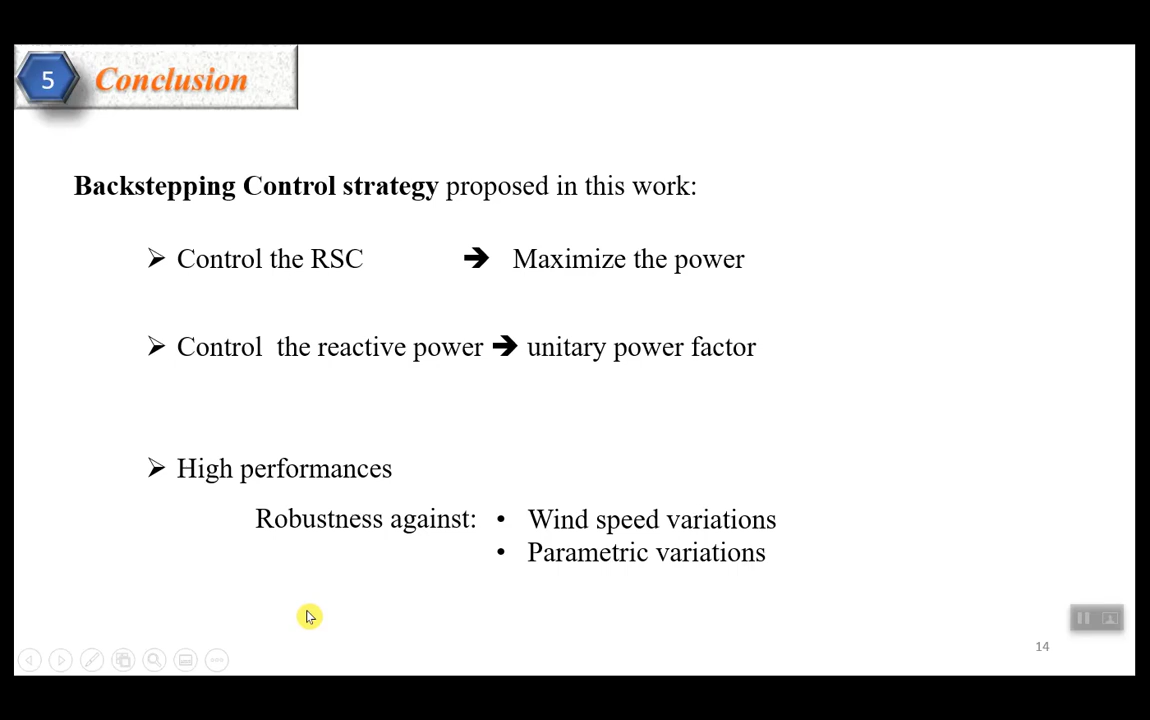 5 Conclusion
Backstepping Control strategy proposed in this work:
➢ Control the RSC ➔ Maximize the power
➢ Control the reactive power ➔ unitary power factor
➢ High performances
Robustness against: • Wind speed variations
• Parametric variations
14